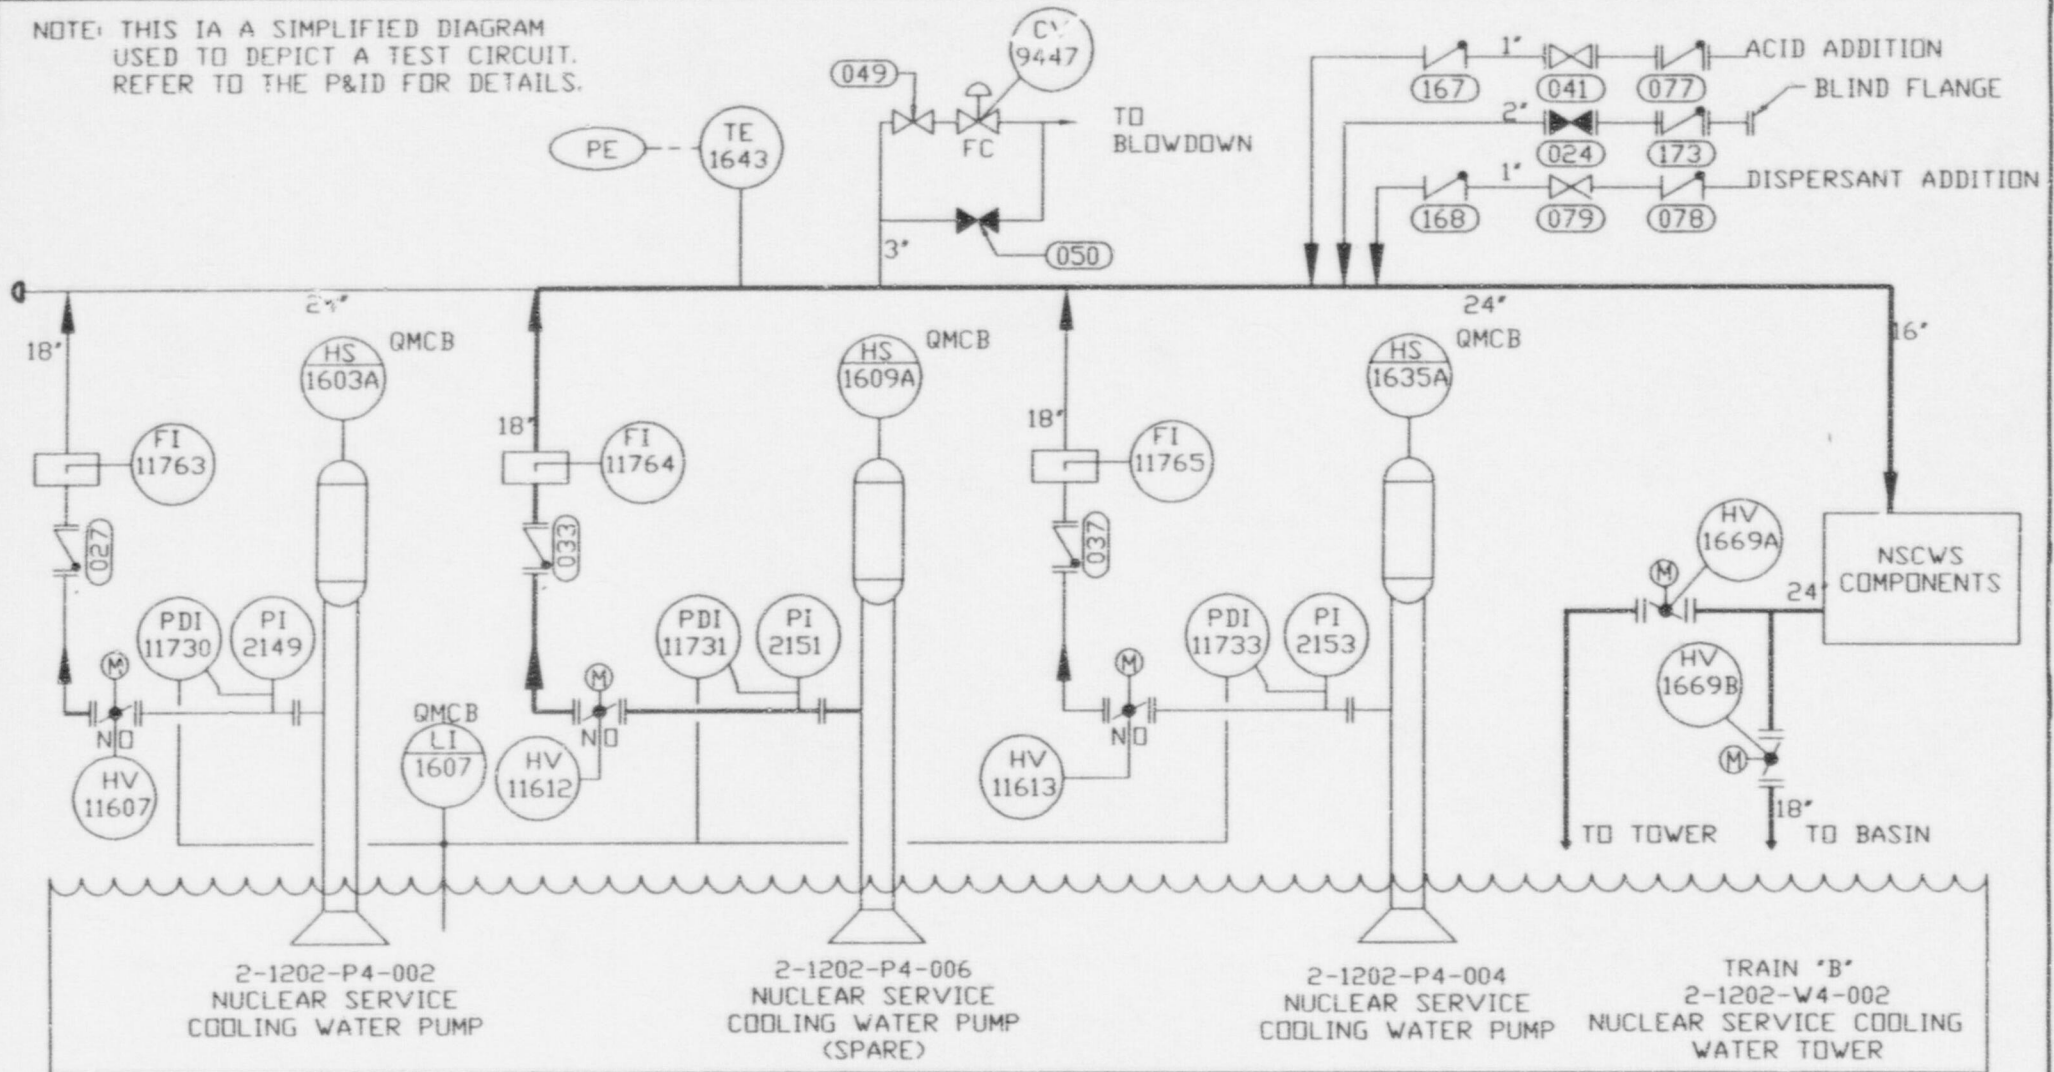 NOTE: THIS IA A SIMPLIFIED DIAGRAM
USED TO DEPICT A TEST CIRCUIT.
REFER TO THE P&ID FOR DETAILS.
CV
9447
049
TO
BLOWDOWN
FC
050
3"
PE
TE
1643
167
1"
041
077
ACID ADDITION
BLIND FLANGE
2"
024
173
1"
DISPERSANT ADDITION
168
079
078
24"
16"
18"
HS
1603A
QMCB
18"
HS
1609A
QMCB
18"
HS
1635A
QMCB
FI
11763
FI
11764
FI
11765
027
033
037
PDI
11730
PI
2149
PDI
11731
PI
2151
PDI
11733
PI
2153
M
NO
HV
11607
QMCB
LI
1607
M
NO
HV
11612
M
NO
HV
11613
HV
1669A
M
24"
NSCWS
COMPONENTS
HV
1669B
M
18"
TO TOWER
TO BASIN
2-1202-P4-002
NUCLEAR SERVICE
COOLING WATER PUMP
2-1202-P4-006
NUCLEAR SERVICE
COOLING WATER PUMP
(SPARE)
2-1202-P4-004
NUCLEAR SERVICE
COOLING WATER PUMP
TRAIN "B"
2-1202-W4-002
NUCLEAR SERVICE COOLING
WATER TOWER